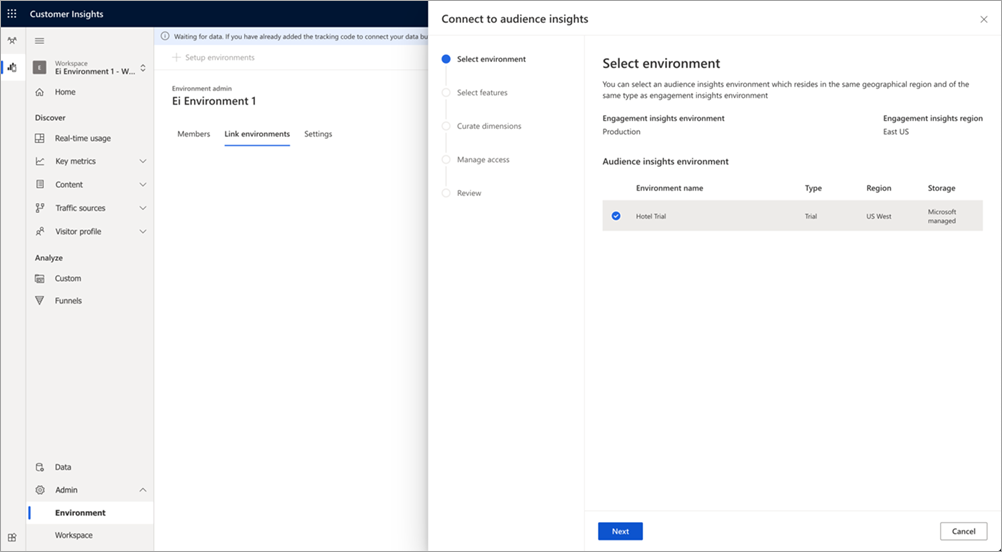 Customer Insights
Workspace
E
Ei Environment 1 - W...
Home
Discover
Real-time usage
Key metrics
Content
Traffic sources
Visitor profile
Analyze
Custom
Funnels
Data
Admin
Environment
Workspace
Waiting for data. If you have already added the tracking code to connect your data bu
Setup environments
Environment admin
Ei Environment 1
Members Link environments Settings
Connect to audience insights
Select environment
Select features
Curate dimensions
Manage access
Review
Select environment
You can select an audience insights environment which resides in the same geographical region and of the
same type as engagement insights environment
Engagement insights environment Engagement insights region
Production East US
Audience insights environment
Environment name Type Region Storage
Hotel Trial Trial US West Microsoft
managed
Next Cancel